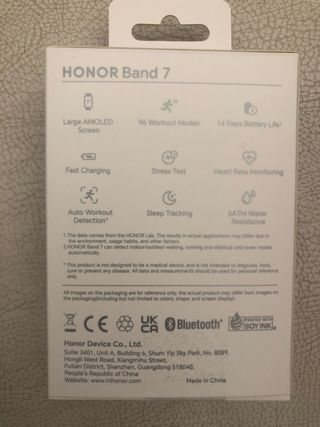 HONOR Band 7
Large AMOLED
Screen
96 Workout Modes
14 Days Battery Life¹
Fast Charging
Stress Test
Heart Rate Monitoring
Auto Workout
Detection²
Sleep Tracking
5ATM Water
Resistance
1.The data comes from the HONOR Lab. The results in actual applications may differ due to
the environment, usage habits, and other factors.
2.HONOR Band 7 can detect indoor/outdoor walking, running and elliptical and rower modes
automatically.
* This product is not designed to be a medical device, and is not intended to diagnose, treat,
cure or prevent any disease. All data and measurements should be used for personal reference
only.
All images on the packaging are for reference only, the actual product may differ from images on
the packaging(including but not limited to colors, shape, and screen display).
CE
UK
CA
Bluetooth®
PRINTED WITH
SOY INK
Honor Device Co., Ltd.
Suite 3401, Unit A, Building 6, Shum Yip Sky Park, No. 8089,
Hongli West Road, Xiangmihu Street,
Futian District, Shenzhen, Guangdong 518040,
People's Republic of China
Website: www.hihonor.com
Made in China